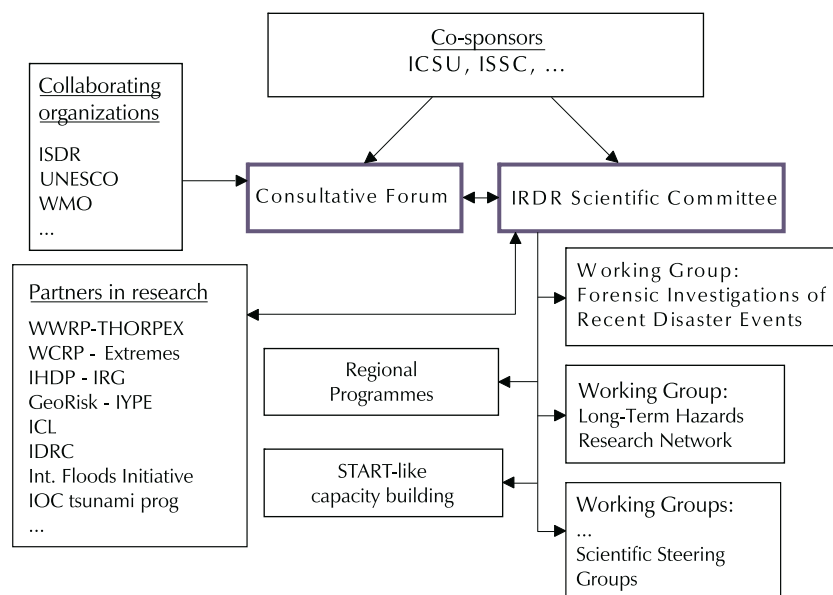 Co-sponsors
ICSU, ISSC, ...
Collaborating
organizations
ISDR
UNESCO
WMO
...
Consultative Forum
IRDR Scientific Committee
Partners in research
WWRP-THORPEX
WCRP - Extremes
IHDP - IRG
GeoRisk - IYPE
ICL
IDRC
Int. Floods Initiative
IOC tsunami prog
...
Regional
Programmes
START-like
capacity building
Working Group:
Forensic Investigations of
Recent Disaster Events
Working Group:
Long-Term Hazards
Research Network
Working Groups:
...
Scientific Steering
Groups